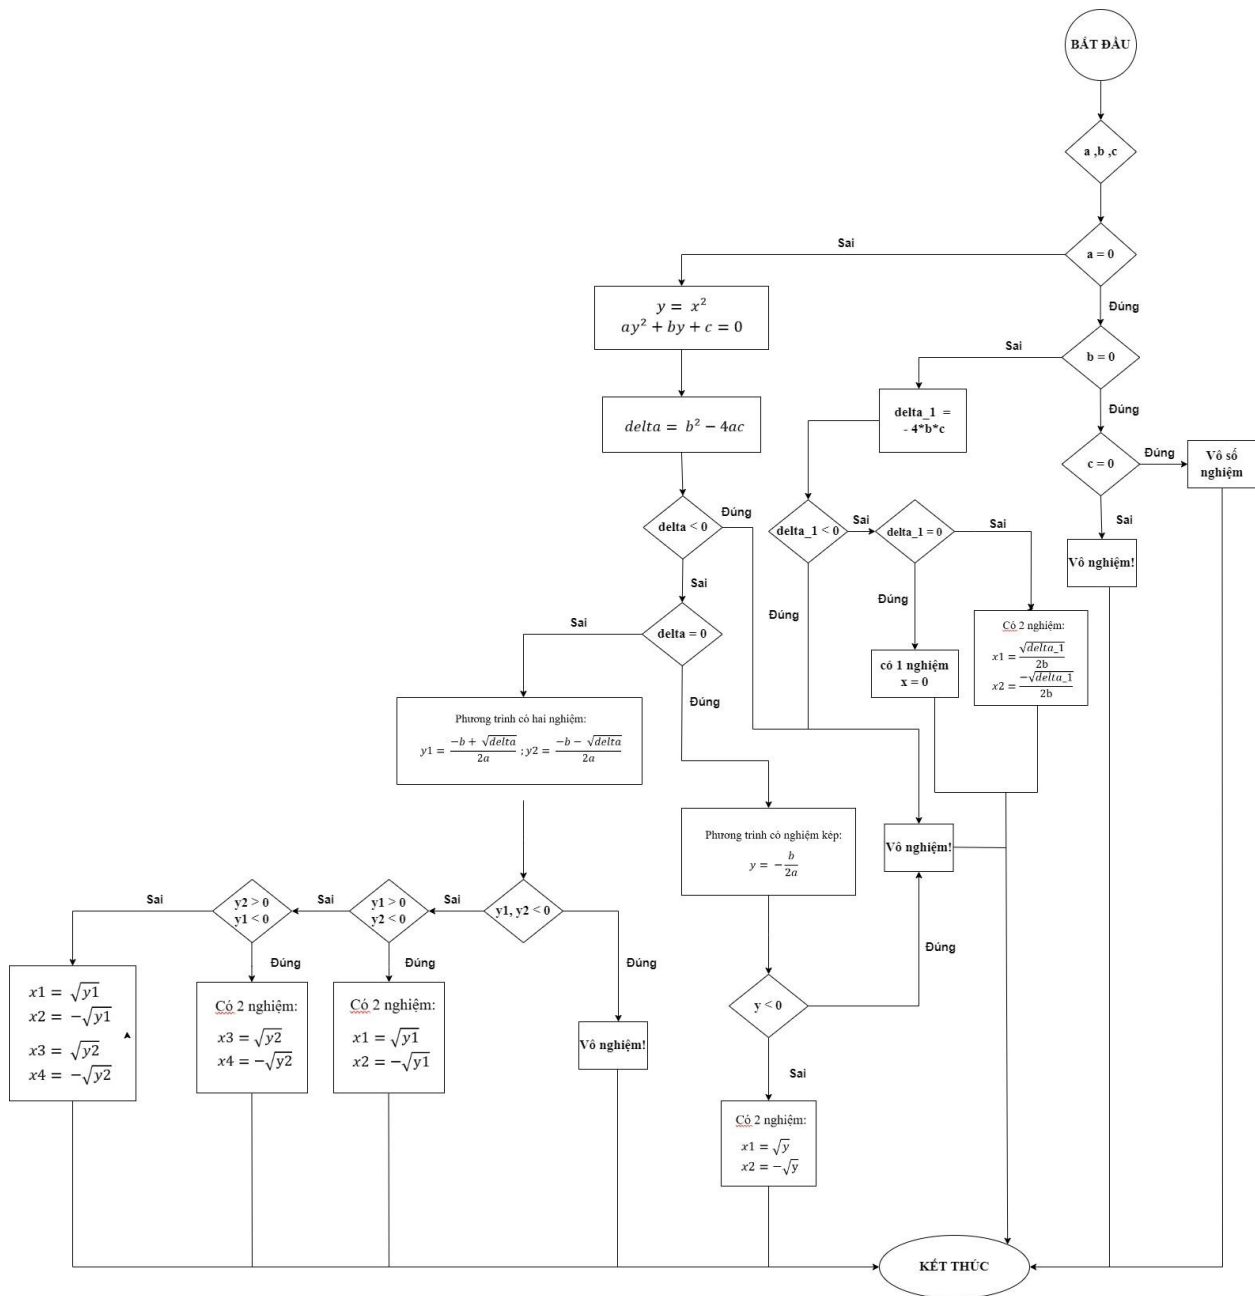 BẮT ĐẦU
a ,b ,c
a = 0
Sai
Đúng
y = x²
ay² + by + c = 0
b = 0
Sai
Đúng
delta_1 =
- 4*b*c
delta = b² − 4ac
c = 0
Đúng
Vô số
nghiệm
Sai
Vô nghiệm!
delta < 0
Đúng
Sai
delta_1 < 0
Sai
Đúng
delta_1 = 0
Sai
Đúng
có 1 nghiệm
x = 0
Có 2 nghiệm:
x1 = √delta_1 / 2b
x2 = −√delta_1 / 2b
delta = 0
Sai
Đúng
Phương trình có hai nghiệm:
y1 = (−b + √delta) / 2a ; y2 = (−b − √delta) / 2a
Phương trình có nghiệm kép:
y = − b / 2a
Vô nghiệm!
y1, y2 < 0
Sai
Đúng
y1 > 0
y2 < 0
Sai
Đúng
y2 > 0
y1 < 0
Sai
Đúng
x1 = √y1
x2 = −√y1
x3 = √y2
x4 = −√y2
Có 2 nghiệm:
x3 = √y2
x4 = −√y2
Có 2 nghiệm:
x1 = √y1
x2 = −√y1
Vô nghiệm!
y < 0
Đúng
Sai
Có 2 nghiệm:
x1 = √y
x2 = −√y
KẾT THÚC